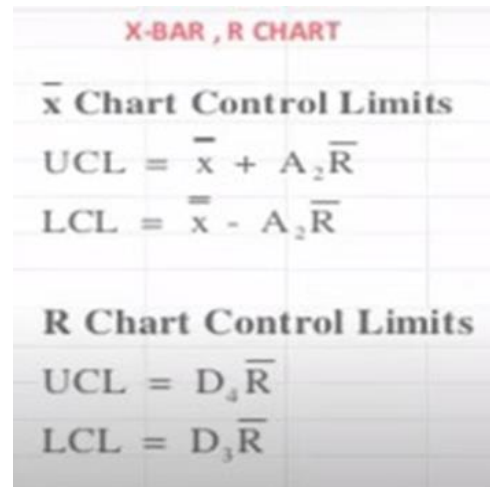 X-BAR , R CHART
x̄ Chart Control Limits
UCL = x̄ + A₂R̄
LCL = x̿ - A₂R̄
R Chart Control Limits
UCL = D₄R̄
LCL = D₃R̄